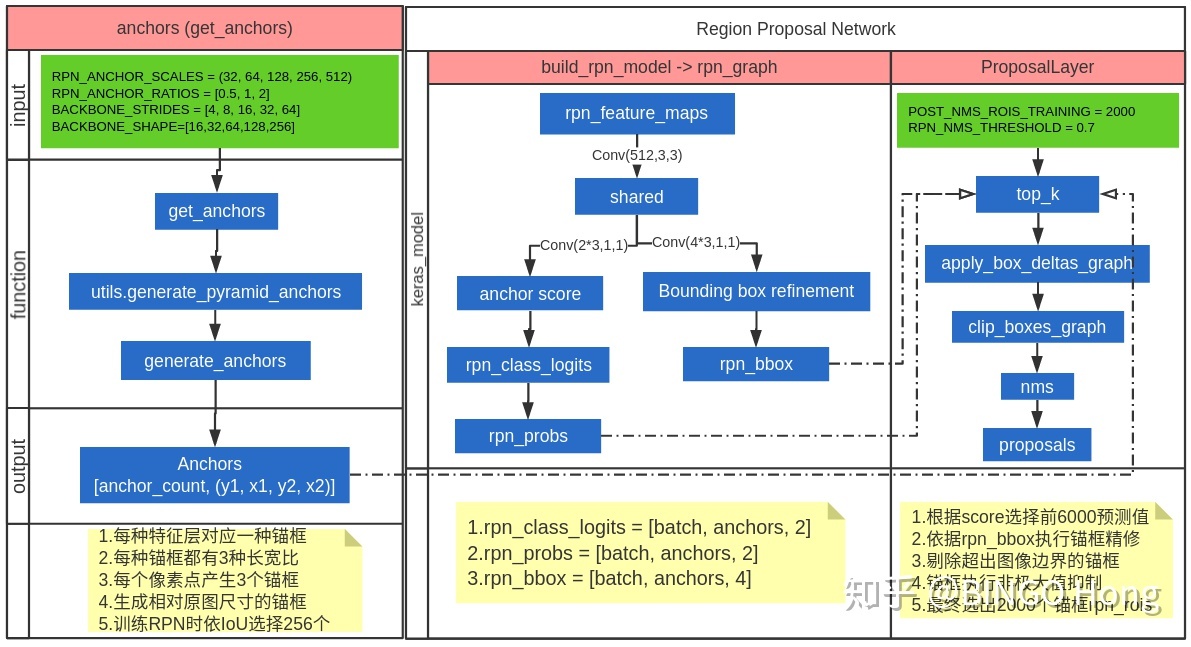 anchors (get_anchors)
input
RPN_ANCHOR_SCALES = (32, 64, 128, 256, 512)
RPN_ANCHOR_RATIOS = [0.5, 1, 2]
BACKBONE_STRIDES = [4, 8, 16, 32, 64]
BACKBONE_SHAPE=[16,32,64,128,256]
function
get_anchors
utils.generate_pyramid_anchors
generate_anchors
output
Anchors
[anchor_count, (y1, x1, y2, x2)]
1.每种特征层对应一种锚框
2.每种锚框都有3种长宽比
3.每个像素点产生3个锚框
4.生成相对原图尺寸的锚框
5.训练RPN时依IoU选择256个
Region Proposal Network
keras_model
build_rpn_model -> rpn_graph
rpn_feature_maps
Conv(512,3,3)
shared
Conv(2*3,1,1)
Conv(4*3,1,1)
anchor score
Bounding box refinement
rpn_class_logits
rpn_bbox
rpn_probs
1.rpn_class_logits = [batch, anchors, 2]
2.rpn_probs = [batch, anchors, 2]
3.rpn_bbox = [batch, anchors, 4]
ProposalLayer
POST_NMS_ROIS_TRAINING = 2000
RPN_NMS_THRESHOLD = 0.7
top_k
apply_box_deltas_graph
clip_boxes_graph
nms
proposals
1.根据score选择前6000预测值
2.依据rpn_bbox执行锚框精修
3.剔除超出图像边界的锚框
4.锚框执行非极大值抑制
5.最终选出2000个锚框rpn_rois
知乎 @BINGO Hong